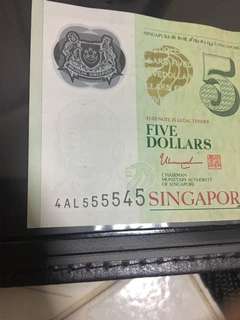 5
THIS NOTE IS LEGAL TENDER
FIVE
DOLLARS
CHAIRMAN
MONETARY AUTHORITY
OF SINGAPORE
4AL555545
SINGAPOR